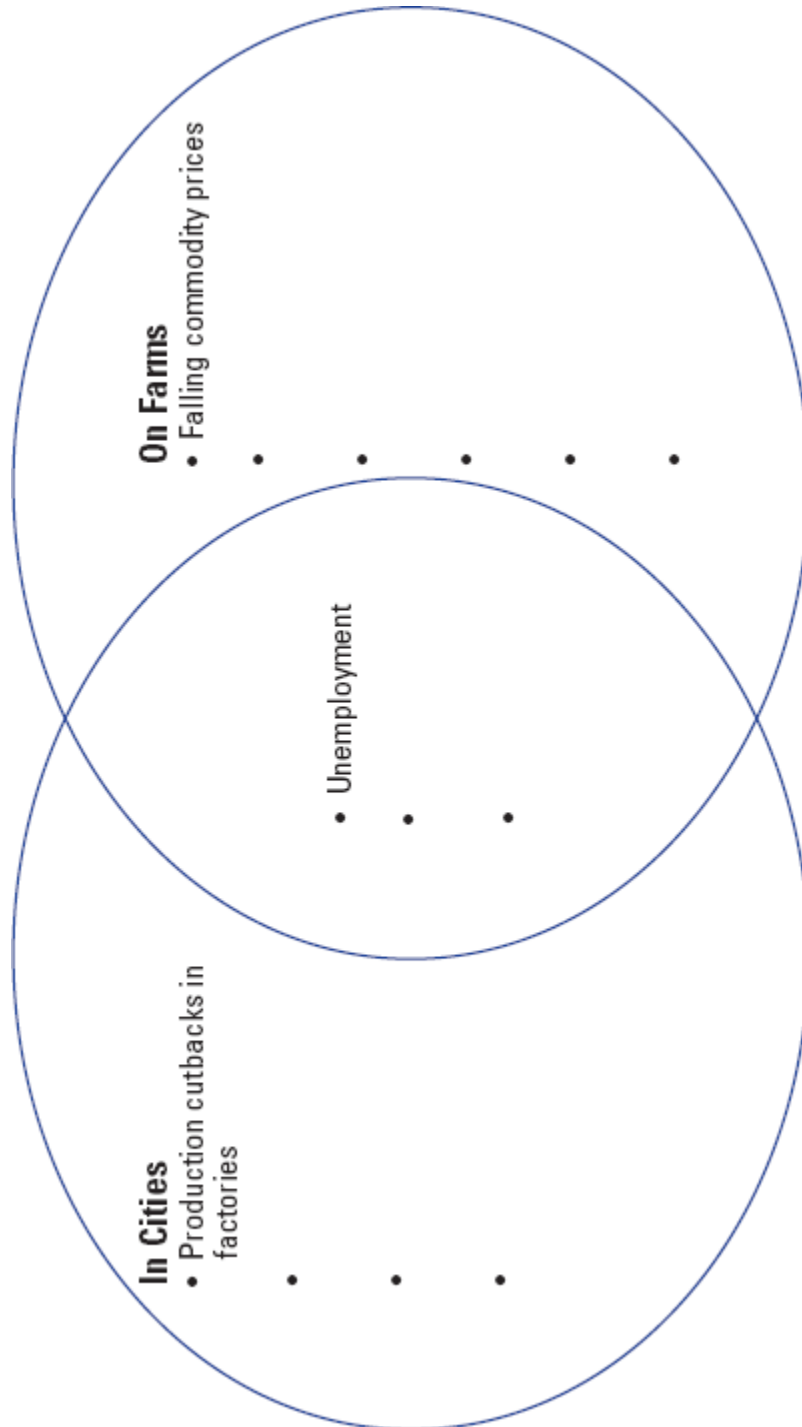 In Cities
• Production cutbacks in
factories
•
•
•
• Unemployment
•
•
On Farms
• Falling commodity prices
•
•
•
•
•